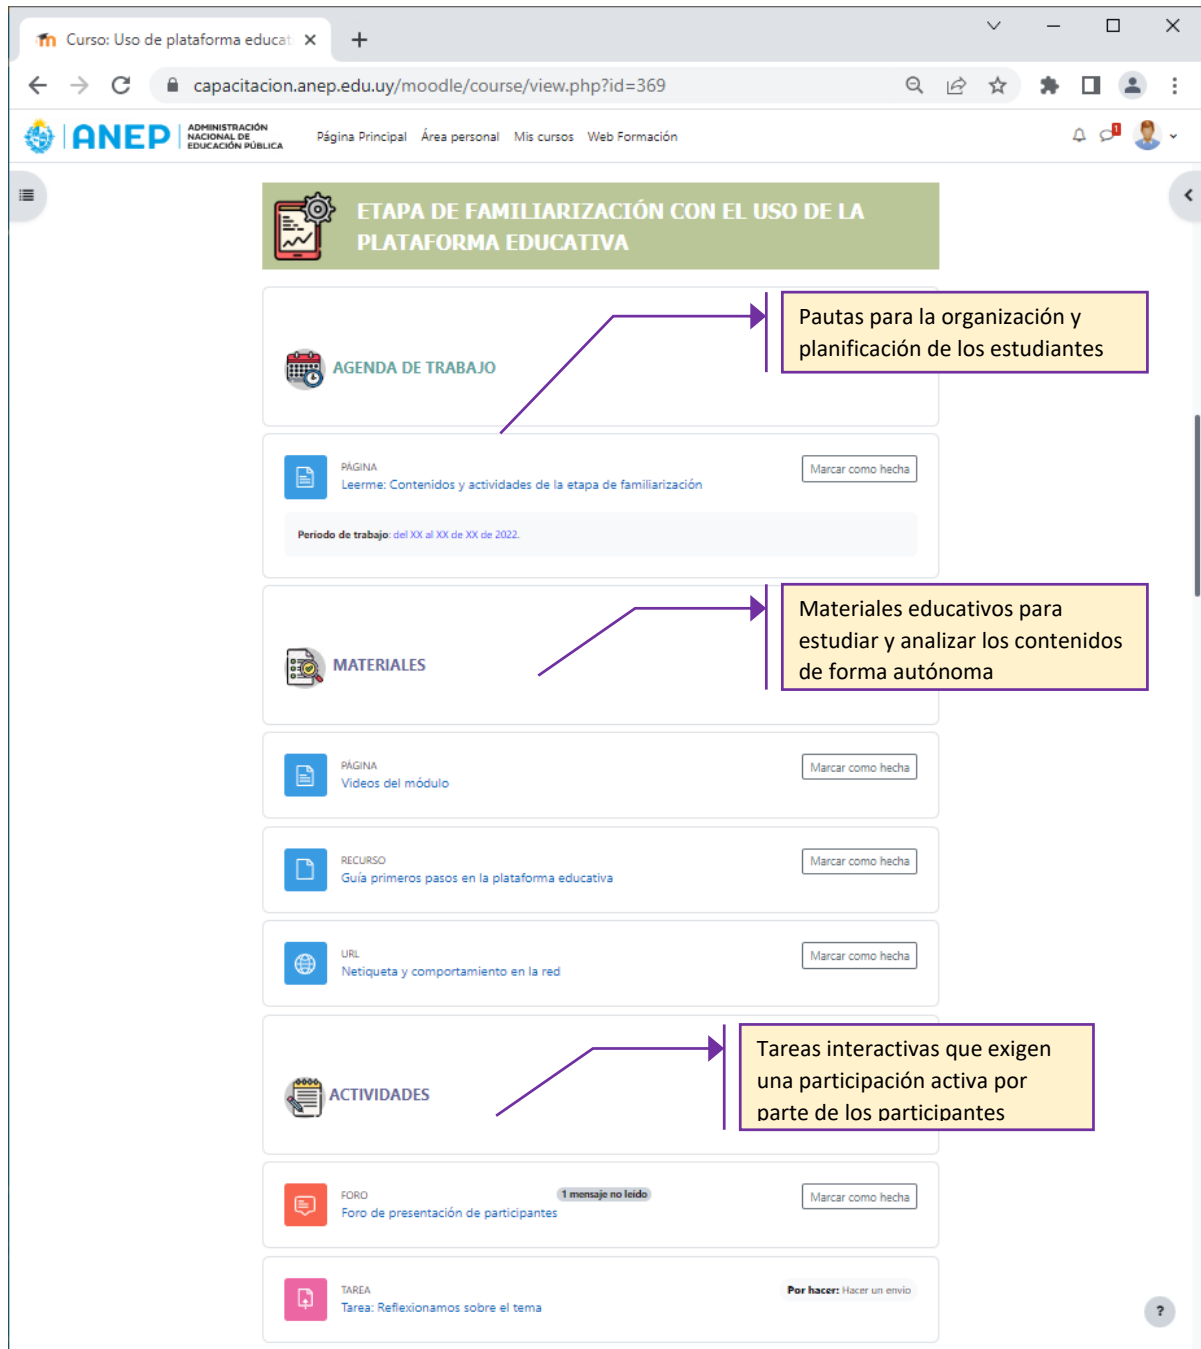 Curso: Uso de plataforma educat
capacitacion.anep.edu.uy/moodle/course/view.php?id=369
ANEP
ADMINISTRACIÓN
NACIONAL DE
EDUCACIÓN PÚBLICA
Página Principal Área personal Mis cursos Web Formación
1
ETAPA DE FAMILIARIZACIÓN CON EL USO DE LA
PLATAFORMA EDUCATIVA
Pautas para la organización y
planificación de los estudiantes
AGENDA DE TRABAJO
PÁGINA
Leerme: Contenidos y actividades de la etapa de familiarización
Marcar como hecha
Periodo de trabajo: del XX al XX de XX de 2022.
Materiales educativos para
estudiar y analizar los contenidos
de forma autónoma
MATERIALES
PÁGINA
Videos del módulo
Marcar como hecha
RECURSO
Guía primeros pasos en la plataforma educativa
Marcar como hecha
URL
Netiqueta y comportamiento en la red
Marcar como hecha
Tareas interactivas que exigen
una participación activa por
parte de los participantes
ACTIVIDADES
FORO
1 mensaje no leído
Foro de presentación de participantes
Marcar como hecha
TAREA
Tarea: Reflexionamos sobre el tema
Por hacer: Hacer un envío
?